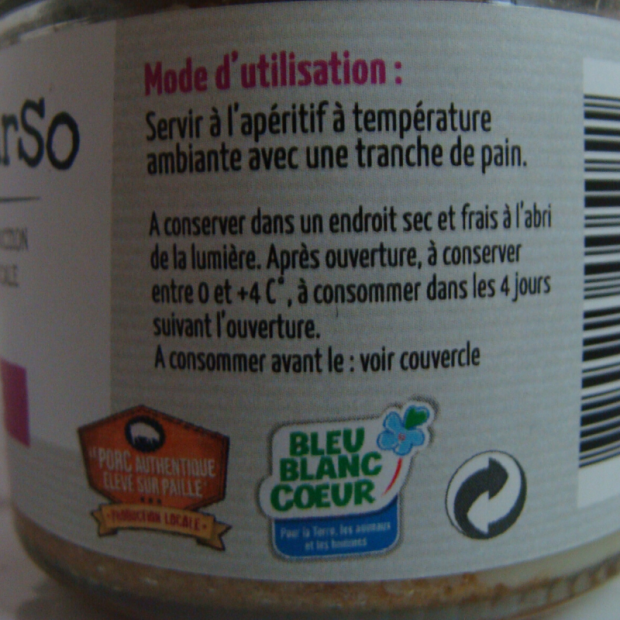 Mode d'utilisation :
Servir à l'apéritif à température
ambiante avec une tranche de pain.
A conserver dans un endroit sec et frais à l'abri
de la lumière. Après ouverture, à conserver
entre 0 et +4 C°, à consommer dans les 4 jours
suivant l'ouverture.
A consommer avant le : voir couvercle
LE PORC AUTHENTIQUE
ÉLEVÉ SUR PAILLE
PRODUCTION LOCALE
BLEU
BLANC
COEUR
Pour la Terre, les animaux
et les hommes